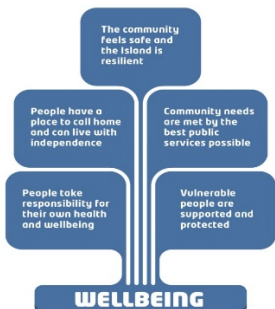 The community
feels safe and
the Island is
resilient
People have a
place to call home
and can live with
independence
Community needs
are met by the
best public
services possible
People take
responsibility for
their own health
and wellbeing
Vulnerable
people are
supported and
protected
WELLBEING